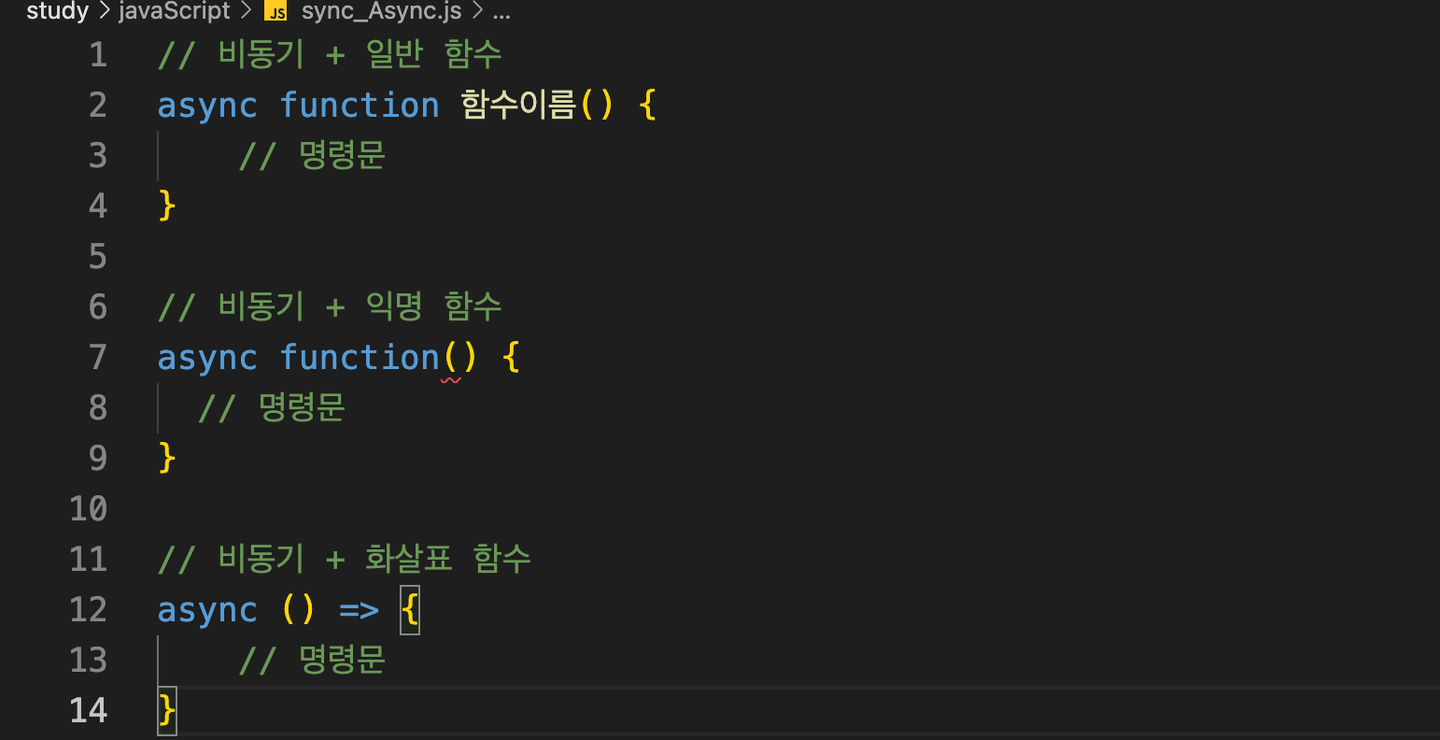 study > javaScript > JS sync_Async.js > ...
1 // 비동기 + 일반 함수
2 async function 함수이름() {
3     // 명령문
4 }
5
6 // 비동기 + 익명 함수
7 async function() {
8   // 명령문
9 }
10
11 // 비동기 + 화살표 함수
12 async () => {
13     // 명령문
14 }